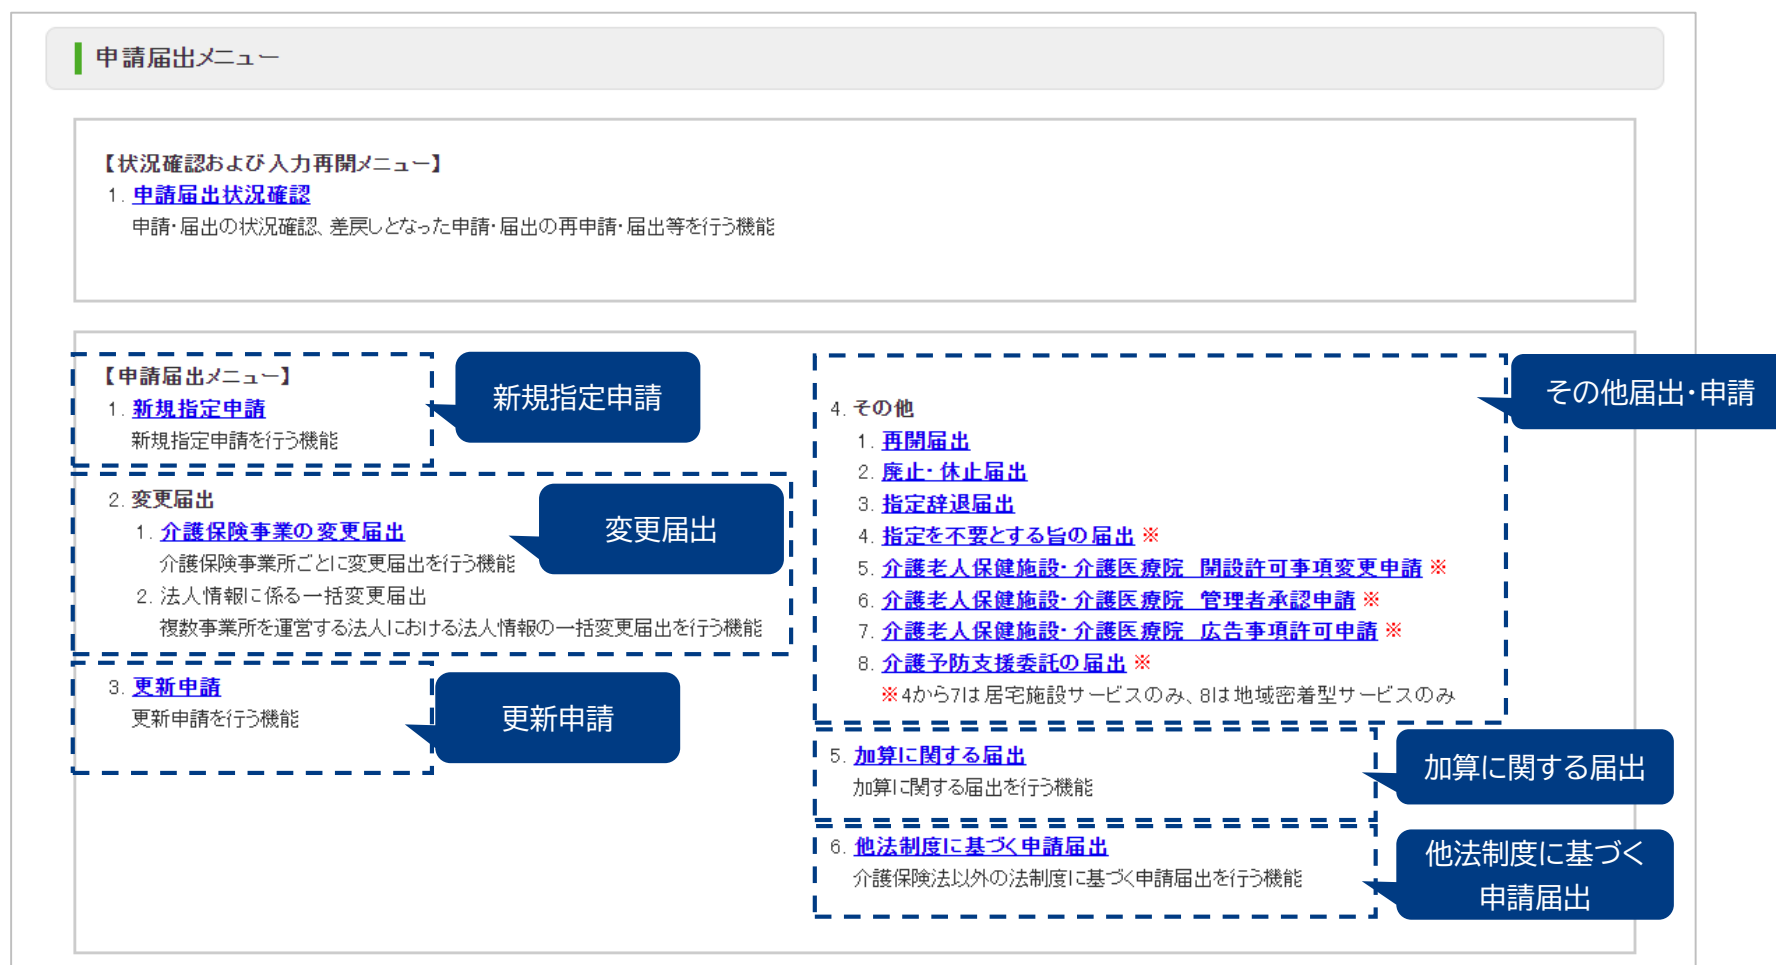 申請届出メニュー
【状況確認および入力再開メニュー】
1. 申請届出状況確認
申請・届出の状況確認、差戻しとなった申請・届出の再申請・届出等を行う機能
【申請届出メニュー】
1. 新規指定申請
新規指定申請を行う機能
新規指定申請
2. 変更届出
1. 介護保険事業の変更届出
介護保険事業所ごとに変更届出を行う機能
2. 法人情報に係る一括変更届出
複数事業所を運営する法人における法人情報の一括変更届出を行う機能
変更届出
3. 更新申請
更新申請を行う機能
更新申請
4. その他
1. 再開届出
2. 廃止・休止届出
3. 指定辞退届出
4. 指定を不要とする旨の届出 ※
5. 介護老人保健施設・介護医療院 開設許可事項変更申請 ※
6. 介護老人保健施設・介護医療院 管理者承認申請 ※
7. 介護老人保健施設・介護医療院 広告事項許可申請 ※
8. 介護予防支援委託の届出 ※
※4から7は居宅施設サービスのみ、8は地域密着型サービスのみ
その他届出・申請
5. 加算に関する届出
加算に関する届出を行う機能
加算に関する届出
6. 他法制度に基づく申請届出
介護保険法以外の法制度に基づく申請届出を行う機能
他法制度に基づく
申請届出